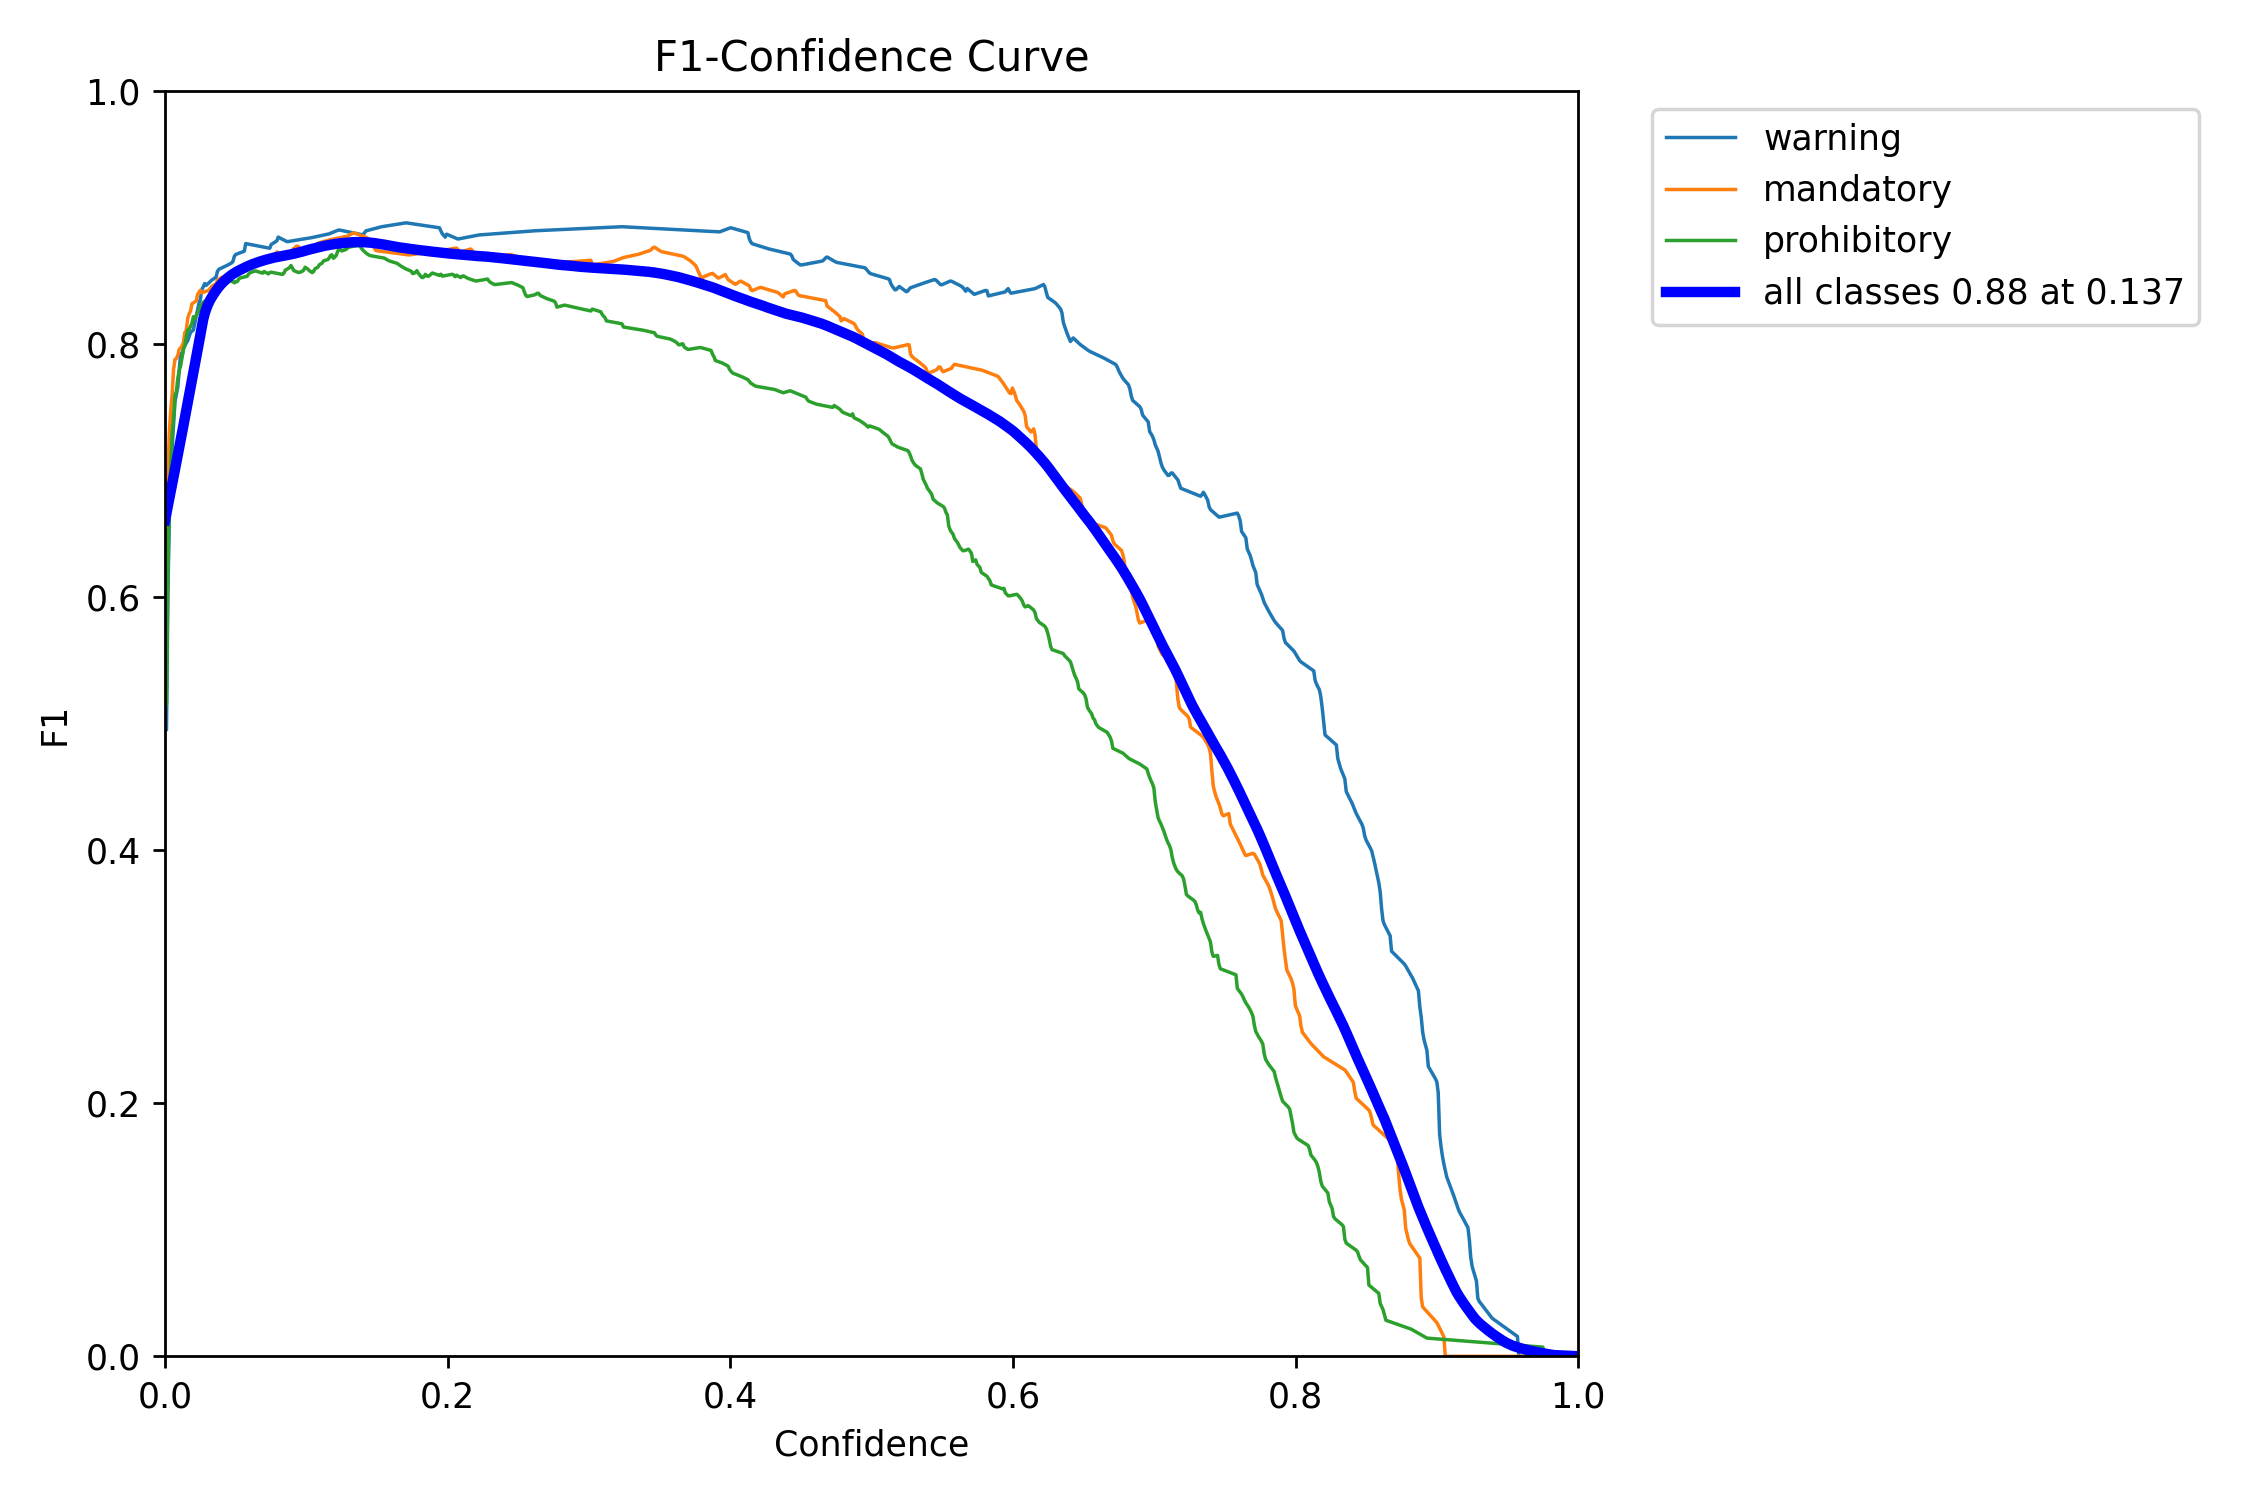 F1-Confidence Curve
1.0
0.8
0.6
0.4
0.2
0.0
F1
0.0 0.2 0.4 0.6 0.8 1.0
Confidence
warning
mandatory
prohibitory
all classes 0.88 at 0.137